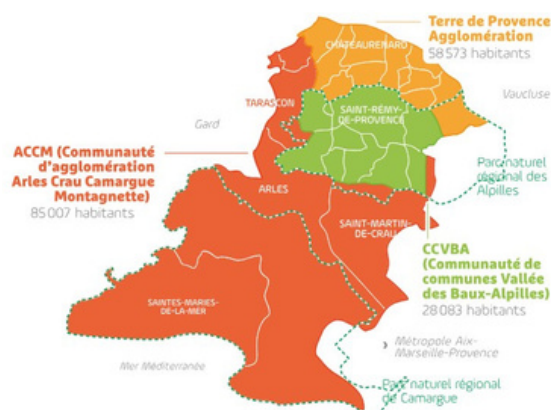 Terre de Provence
Agglomération
58 573 habitants
CHÂTEAURENARD
Vaucluse
TARASCON
SAINT-RÉMY-
DE-PROVENCE
Gard
ACCM (Communauté
d'agglomération
Arles Crau Camargue
Montagnette)
85 007 habitants
Parc naturel
régional des
Alpilles
ARLES
SAINT-MARTIN-
DE-CRAU
CCVBA
(Communauté de
communes Vallée
des Baux-Alpilles)
28 083 habitants
SAINTES-MARIES-
DE-LA-MER
Métropole Aix-
Marseille-Provence
Mer Méditerranée
Parc naturel régional
de Camargue